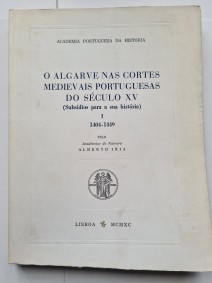 ACADEMIA PORTUGUESA DA HISTÓRIA
O ALGARVE NAS CORTES
MEDIEVAIS PORTUGUESAS
DO SÉCULO XV
(Subsídios para a sua história)
I
1404-1449
PELO
Académico de Número
ALBERTO IRIA
LISBOA MCMXC